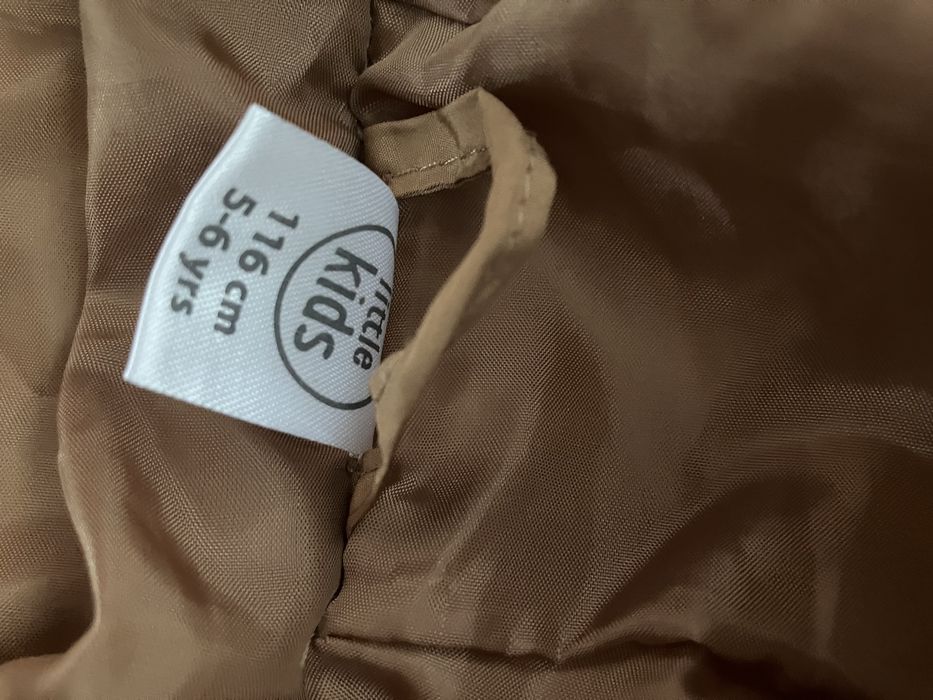 little
kids
116 cm
5-6 yrs